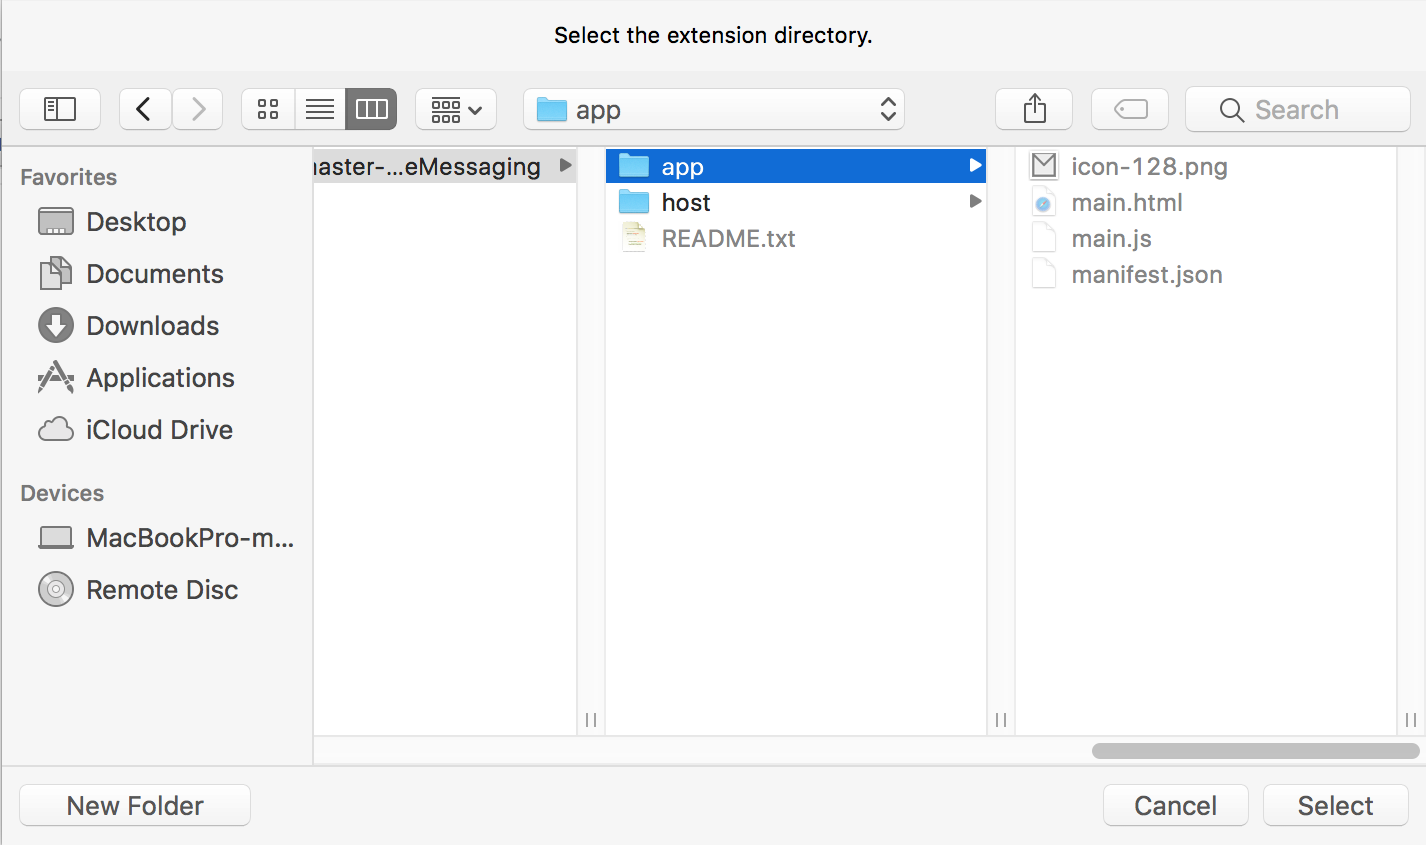 Select the extension directory.
app
Search
Favorites
Desktop
Documents
Downloads
Applications
iCloud Drive
Devices
MacBookPro-m...
Remote Disc
aster-...eMessaging
app
host
README.txt
icon-128.png
main.html
main.js
manifest.json
New Folder
Cancel
Select